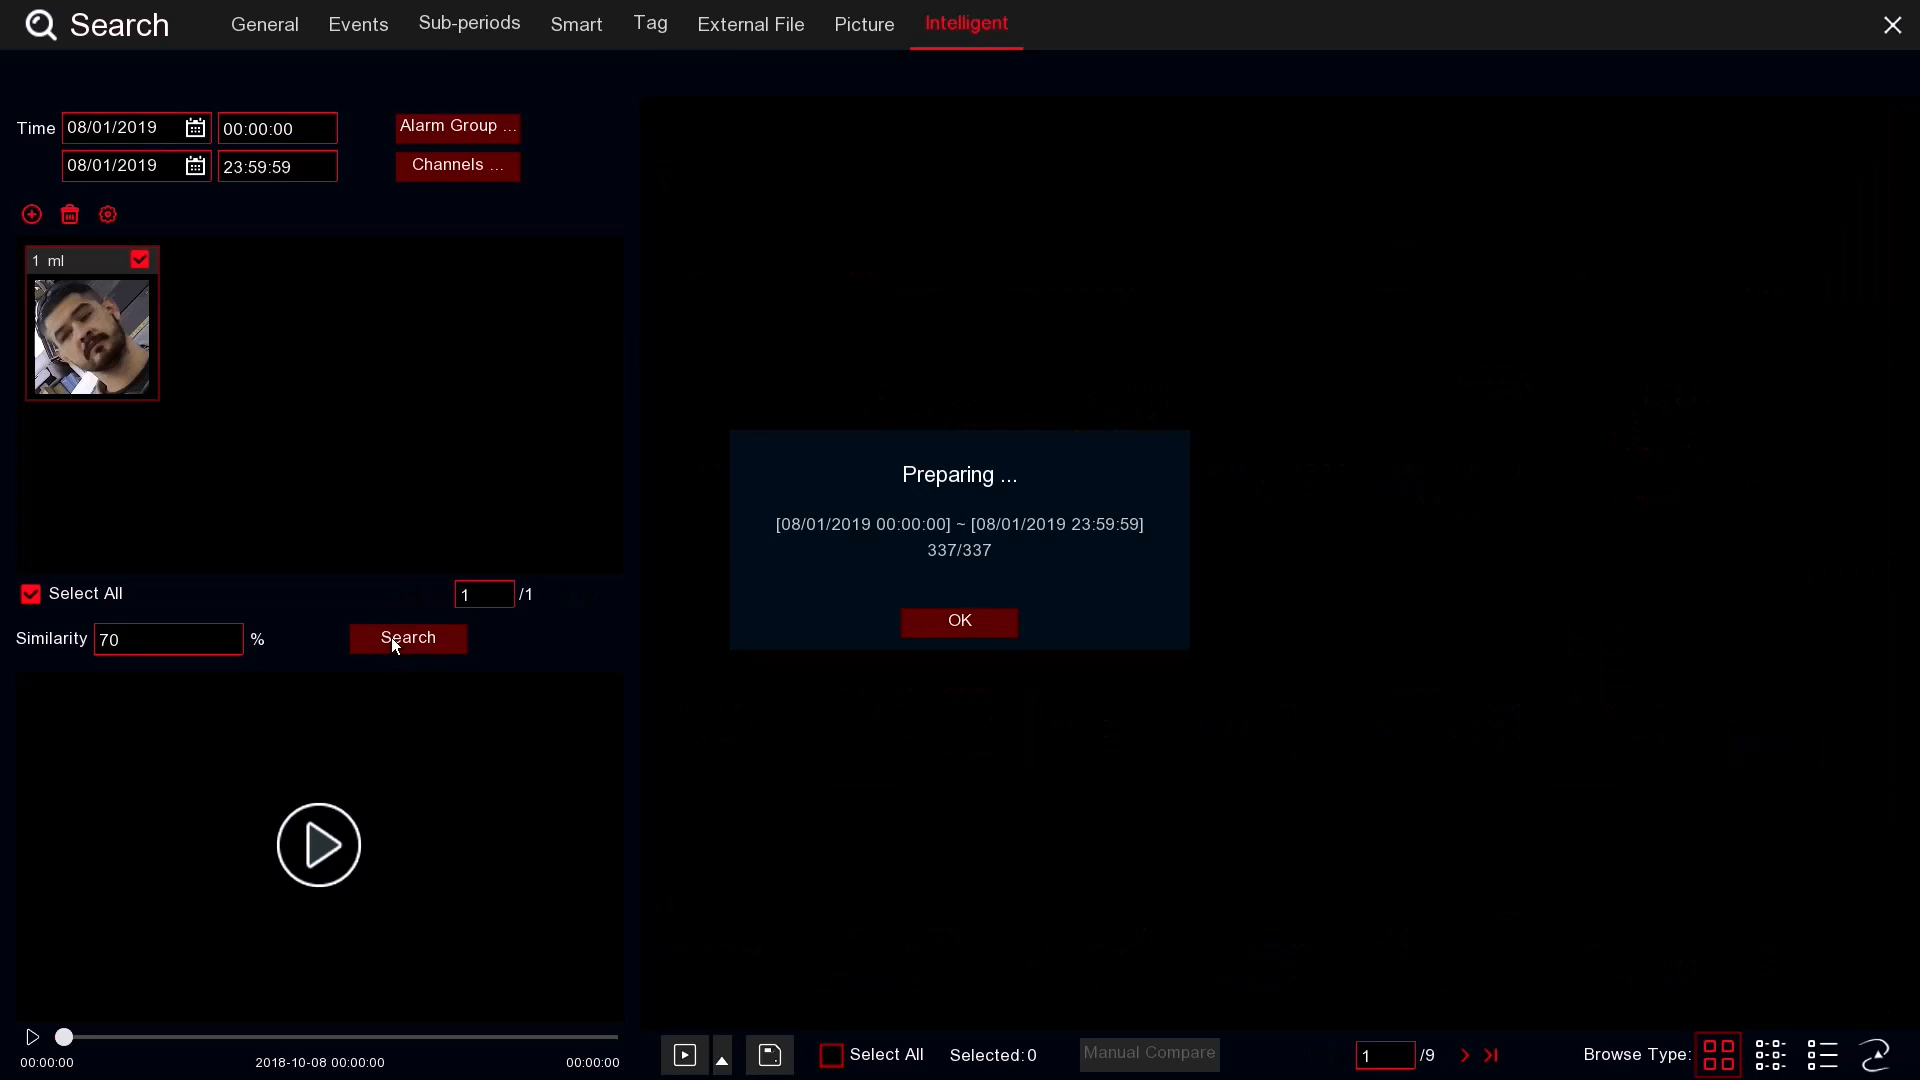 Search General Events Sub-periods Smart Tag External File Picture Intelligent
Time 08/01/2019 00:00:00 Alarm Group ...
08/01/2019 23:59:59 Channels ...
1 ml
Preparing ...
[08/01/2019 00:00:00] ~ [08/01/2019 23:59:59]
337/337
OK
Select All 1 /1
Similarity 70 % Search
00:00:00 2018-10-08 00:00:00 00:00:00
Select All Selected:0 Manual Compare 1 /9 Browse Type: